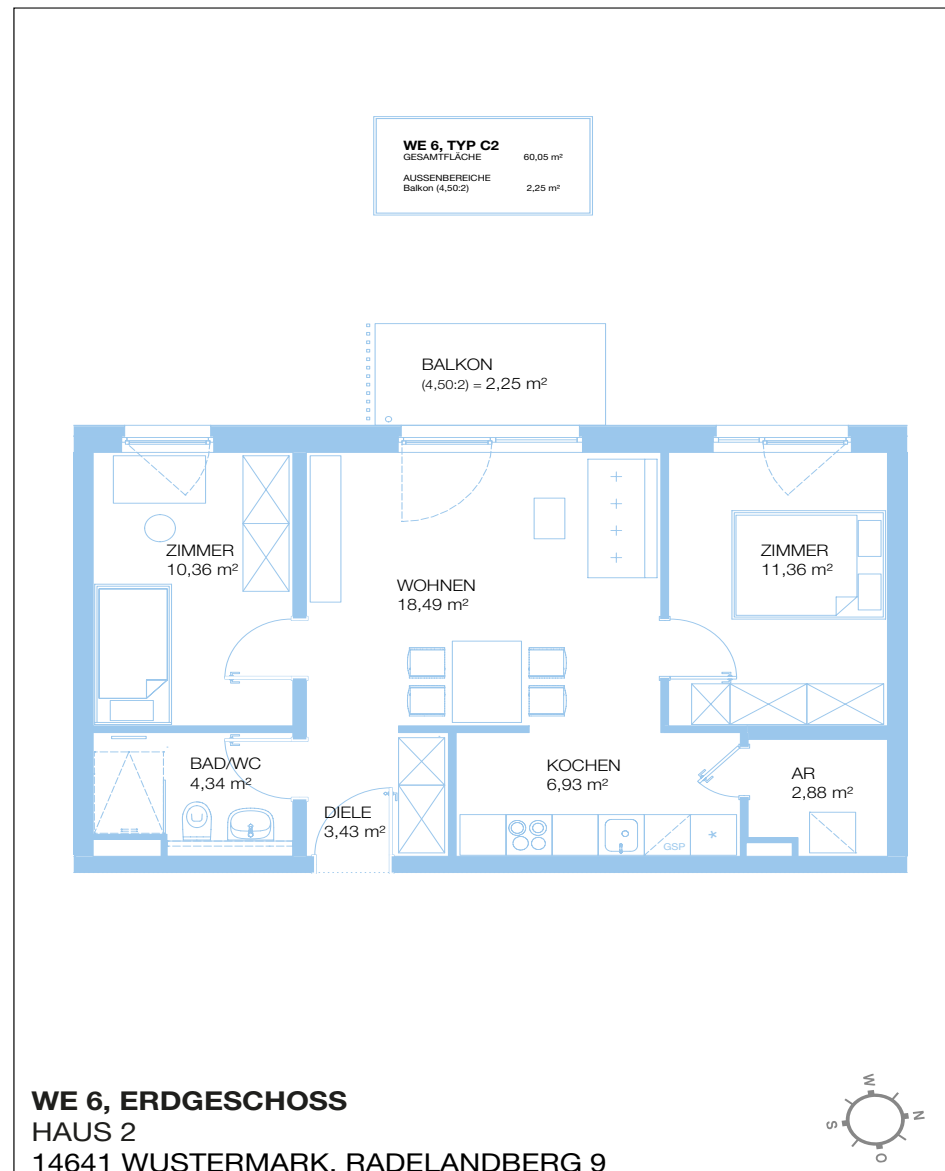 WE 6, TYP C2
GESAMTFLÄCHE 60,05 m²
AUSSENBEREICHE
Balkon (4,50:2) 2,25 m²
BALKON
(4,50:2) = 2,25 m²
ZIMMER
10,36 m²
WOHNEN
18,49 m²
ZIMMER
11,36 m²
BAD/WC
4,34 m²
DIELE
3,43 m²
KOCHEN
6,93 m²
AR
2,88 m²
GSP
WE 6, ERDGESCHOSS
HAUS 2
14641 WUSTERMARK, RADELANDBERG 9
W
N
S
O